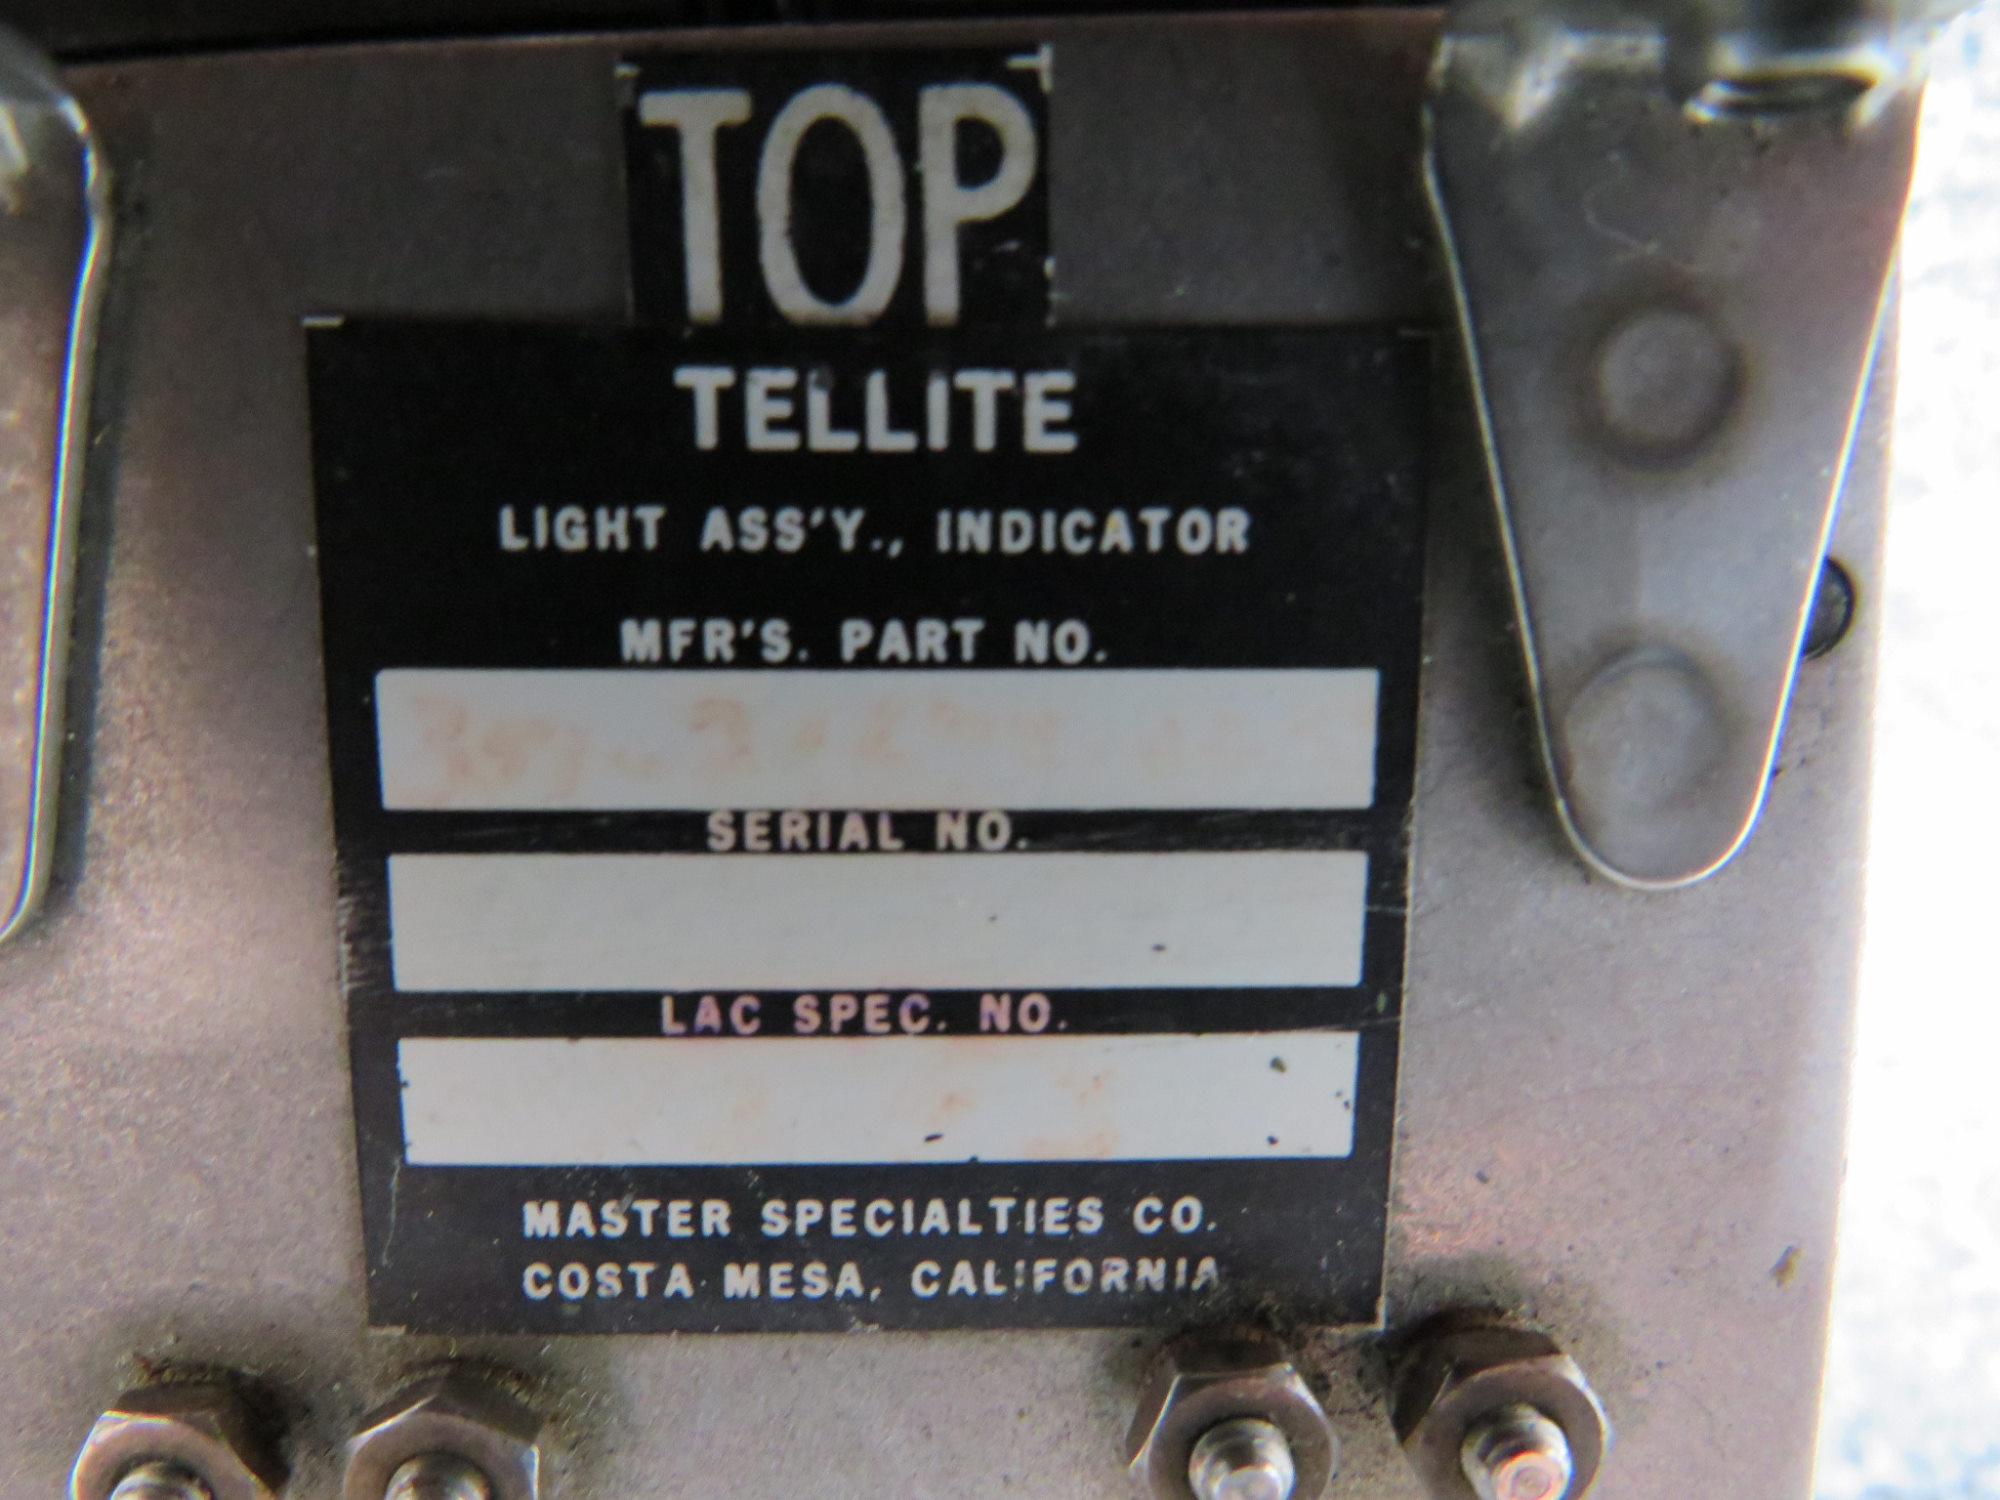 TOP
TELLITE
LIGHT ASS'Y., INDICATOR
MFR'S. PART NO.
SERIAL NO.
LAC SPEC. NO.
MASTER SPECIALTIES CO.
COSTA MESA, CALIFORNIA